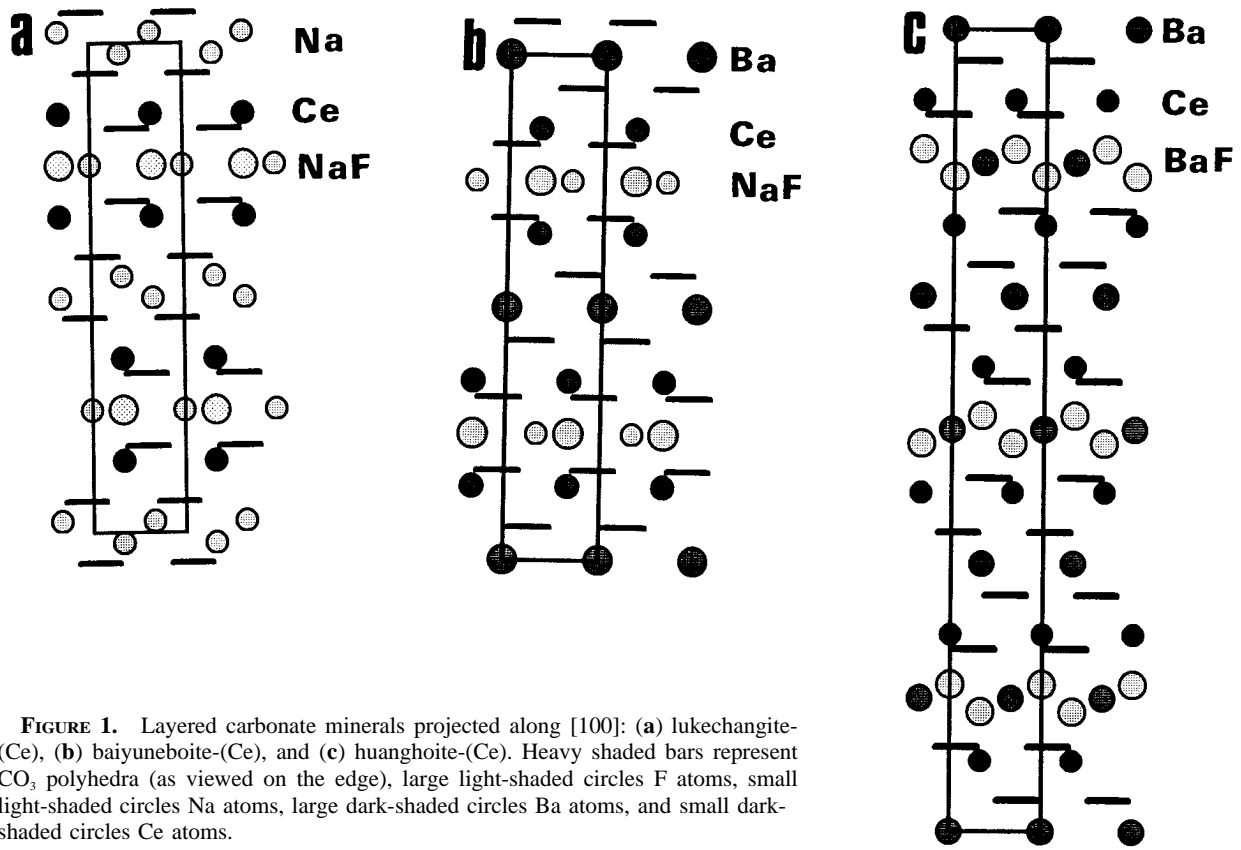 a
Na
Ce
NaF
b
Ba
Ce
NaF
c
Ba
Ce
BaF
FIGURE 1. Layered carbonate minerals projected along [100]: (a) lukechangite-
(Ce), (b) baiyuneboite-(Ce), and (c) huanghoite-(Ce). Heavy shaded bars represent
CO₃ polyhedra (as viewed on the edge), large light-shaded circles F atoms, small
light-shaded circles Na atoms, large dark-shaded circles Ba atoms, and small dark-
shaded circles Ce atoms.